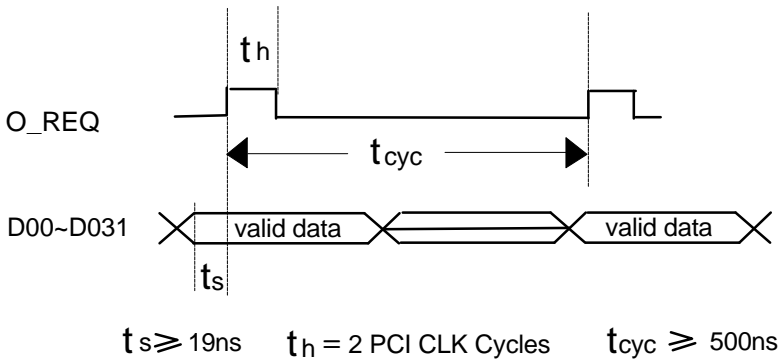 th
O_REQ
tcyc
D00~D031
valid data
valid data
ts
ts ≥ 19ns
th = 2 PCI CLK Cycles
tcyc ≥ 500ns